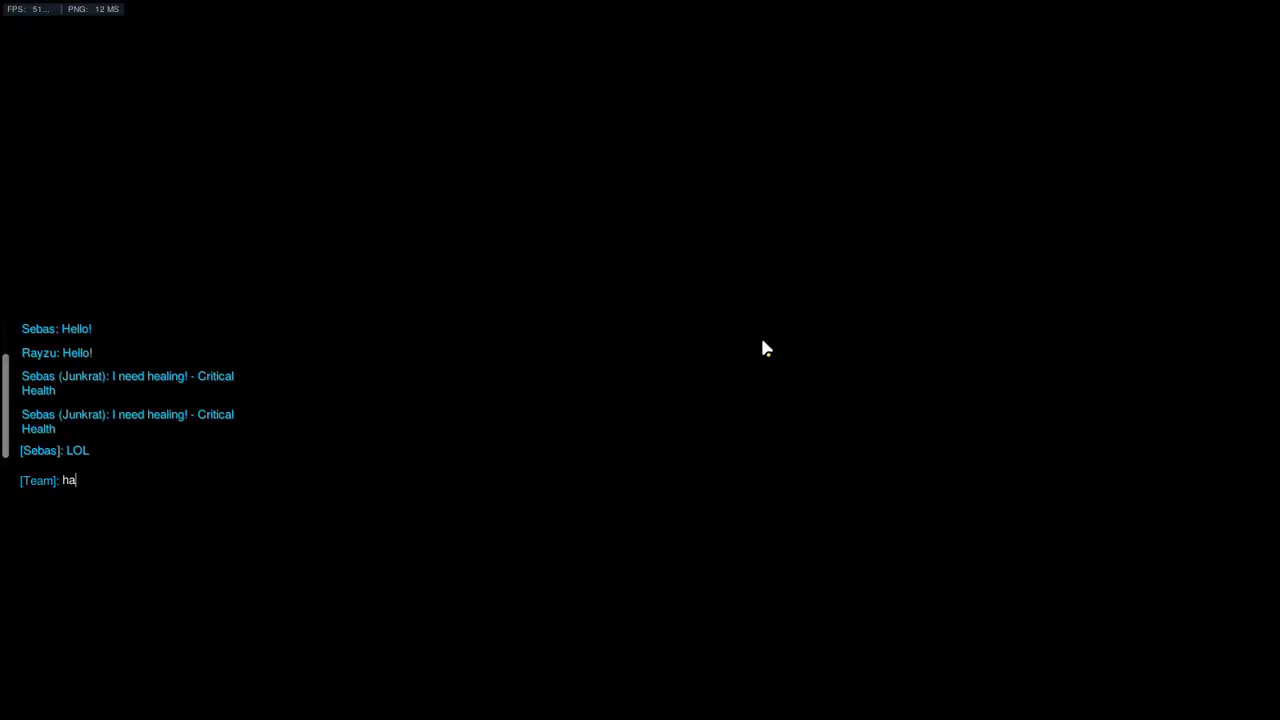 FPS: 51... | PNG: 12 MS
Sebas: Hello!
Rayzu: Hello!
Sebas (Junkrat): I need healing! - Critical
Health
Sebas (Junkrat): I need healing! - Critical
Health
[Sebas]: LOL
[Team]: ha